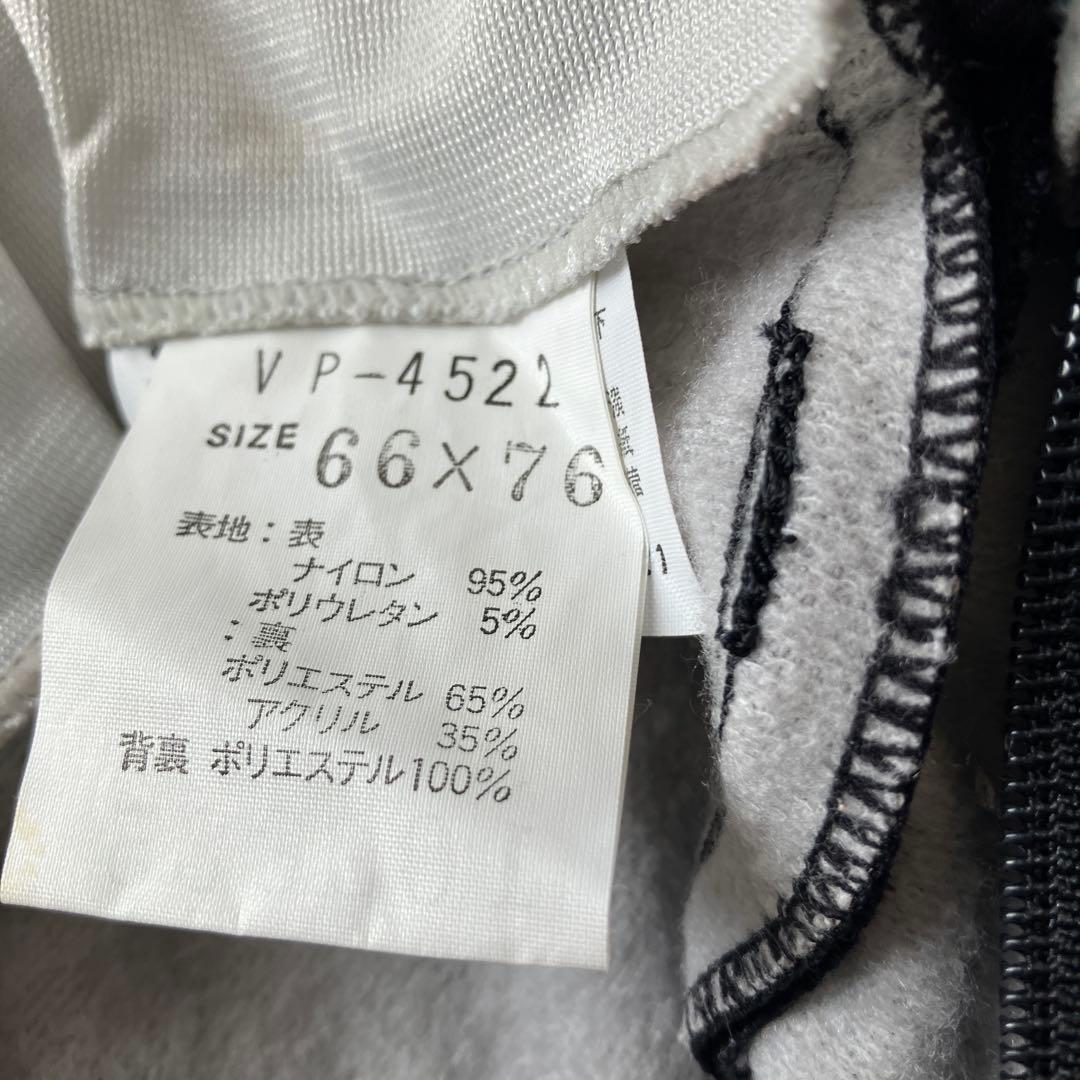 VP-4522
SIZE 66×76
表地：表
ナイロン 95%
ポリウレタン 5%
：裏
ポリエステル 65%
アクリル 35%
背裏 ポリエステル100%